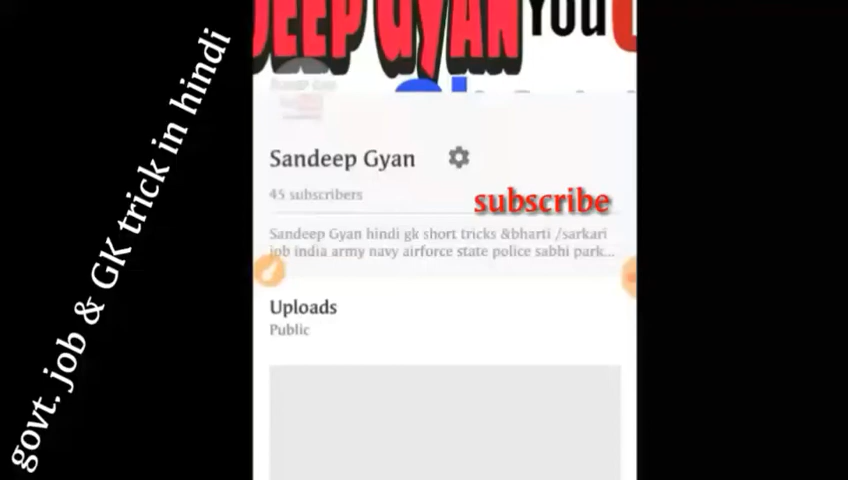 DEEP GyAN You
govt. job & GK trick in hindi
Sandeep Gyan
45 subscribers
subscribe
Sandeep Gyan hindi gk short tricks &bharti /sarkari
job india army navy airforce state police sabhi park...
Uploads
Public